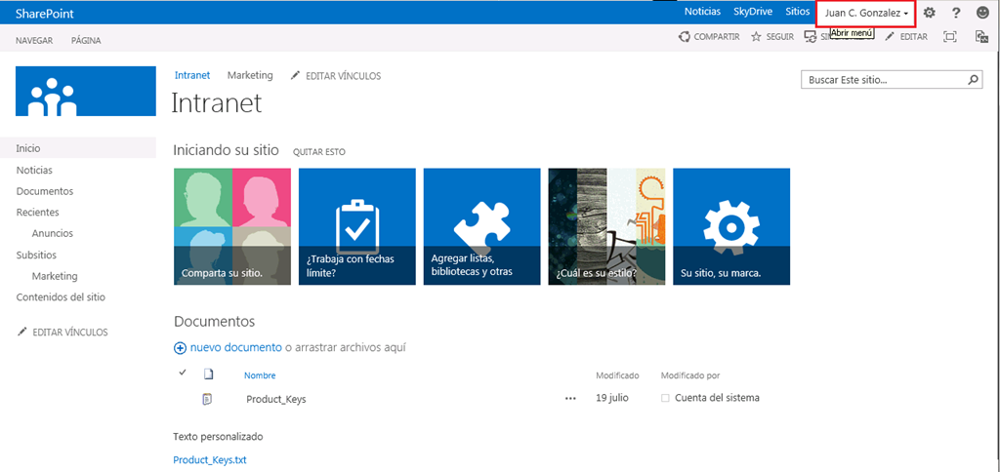 SharePoint
Noticias SkyDrive Sitios Juan C. Gonzalez ?
Abrir menú
NAVEGAR PÁGINA
COMPARTIR SEGUIR EDITAR
Intranet Marketing EDITAR VÍNCULOS
Intranet
Buscar Este sitio...
Inicio
Noticias
Documentos
Recientes
Anuncios
Subsitios
Marketing
Contenidos del sitio
EDITAR VÍNCULOS
Iniciando su sitio QUITAR ESTO
Comparta su sitio.
¿Trabaja con fechas
límite?
Agregar listas,
bibliotecas y otras
¿Cuál es su estilo?
Su sitio, su marca.
Documentos
nuevo documento o arrastrar archivos aquí
Nombre Modificado Modificado por
Product_Keys ... 19 julio Cuenta del sistema
Texto personalizado
Product_Keys.txt